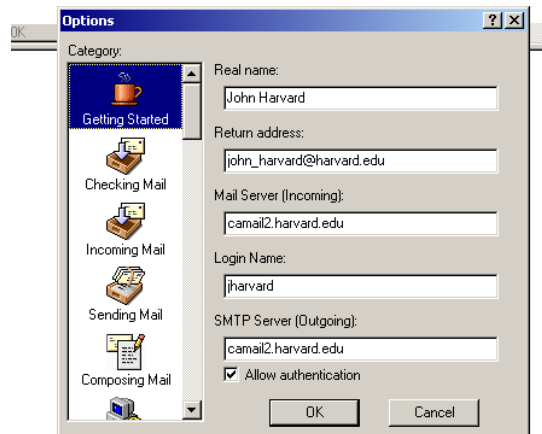 OK
Options
Category:
Getting Started
Checking Mail
Incoming Mail
Sending Mail
Composing Mail
Real name:
John Harvard
Return address:
john_harvard@harvard.edu
Mail Server (Incoming):
camail2.harvard.edu
Login Name:
jharvard
SMTP Server (Outgoing):
camail2.harvard.edu
Allow authentication
OK
Cancel